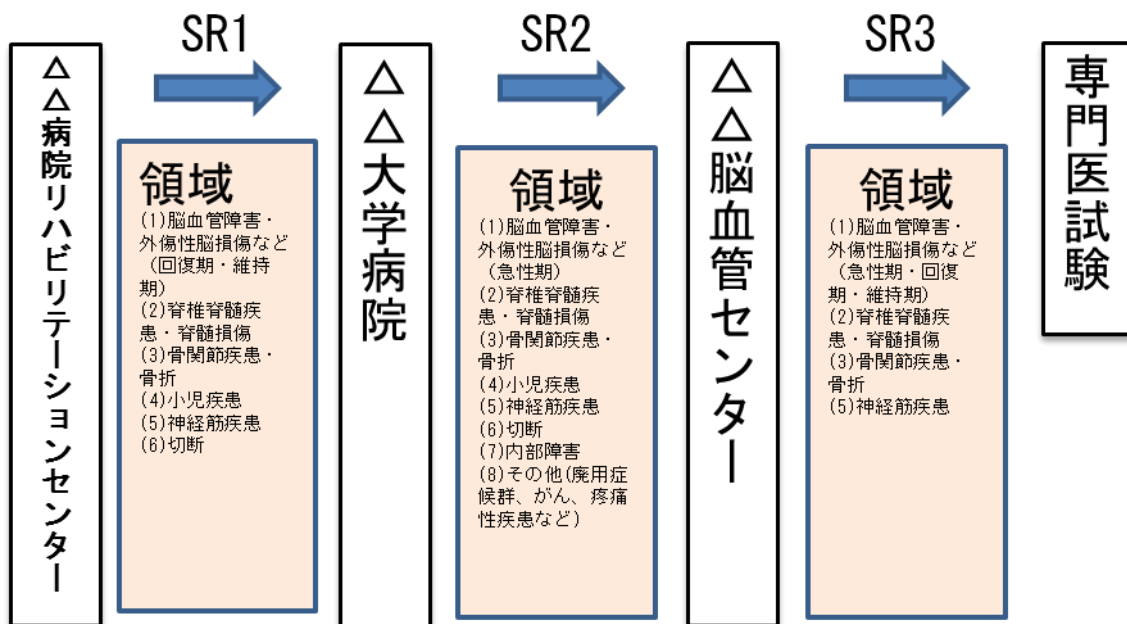 SR1
SR2
SR3
△△病院リハビリテーションセンター
領域
(1)脳血管障害・
外傷性脳損傷など
（回復期・維持
期）
(2)脊椎脊髄疾
患・脊髄損傷
(3)骨関節疾患・
骨折
(4)小児疾患
(5)神経筋疾患
(6)切断
△△大学病院
領域
(1)脳血管障害・
外傷性脳損傷など
（急性期）
(2)脊椎脊髄疾
患・脊髄損傷
(3)骨関節疾患・
骨折
(4)小児疾患
(5)神経筋疾患
(6)切断
(7)内部障害
(8)その他(廃用症
候群、がん、疼痛
性疾患など)
△△脳血管センター
領域
(1)脳血管障害・
外傷性脳損傷など
（急性期・回復
期・維持期）
(2)脊椎脊髄疾
患・脊髄損傷
(3)骨関節疾患・
骨折
(5)神経筋疾患
専門医試験